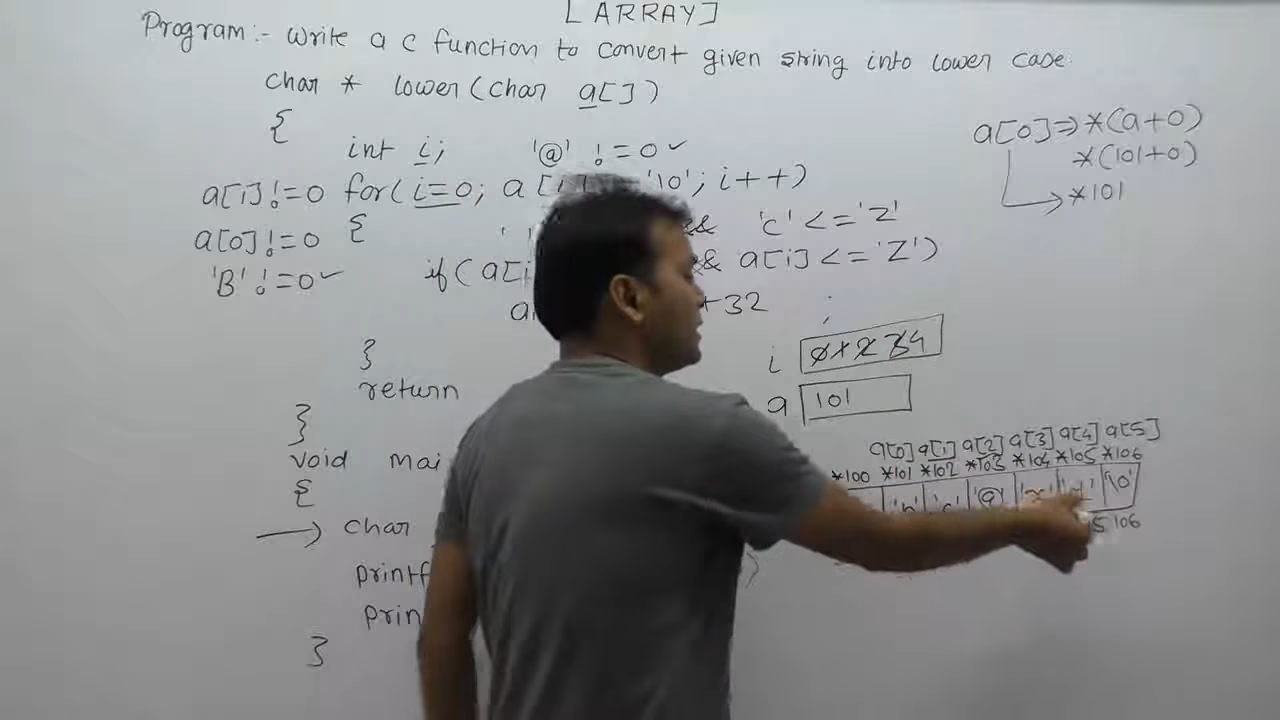 [ARRAY]
Program:- Write a c function to convert given string into lower case.
char * lower(char a[])
{
int i; '@' != 0 ✓
a[i]!=0 for(i=0; a[i] '\0'; i++)
a[0]!=0 { && 'c' <= 'Z'
'B' != 0 ✓ if(a[i && a[i] <= 'Z')
+32 ;
}
return
}
void mai
{
→ char
printf
prin
}
a[0] ⇒ *(a+0)
*(101+0)
→ *101
i 0 1 2 3 4
a 101
a[0] a[1] a[2] a[3] a[4] a[5]
*100 *101 *102 *103 *104 *105 *106
'b' 'c' '@' 'x' '\0'
5 106